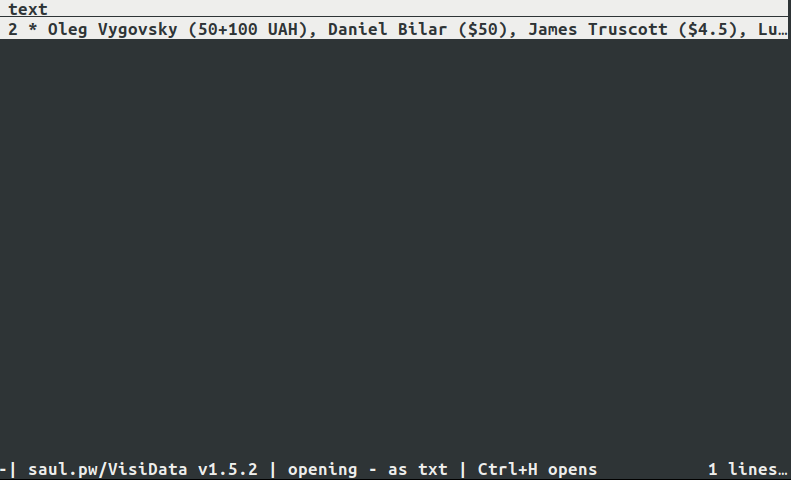 text
2 * Oleg Vygovsky (50+100 UAH), Daniel Bilar ($50), James Truscott ($4.5), Lu…
-| saul.pw/VisiData v1.5.2 | opening - as txt | Ctrl+H opens 1 lines…